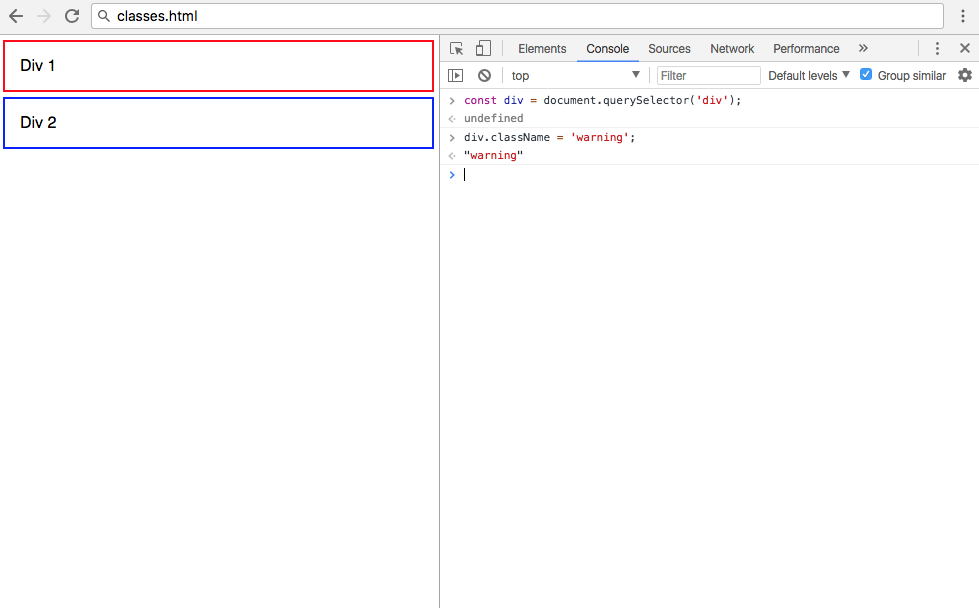 classes.html
Div 1
Div 2
Elements Console Sources Network Performance »
top Filter Default levels Group similar
> const div = document.querySelector('div');
undefined
> div.className = 'warning';
"warning"
>